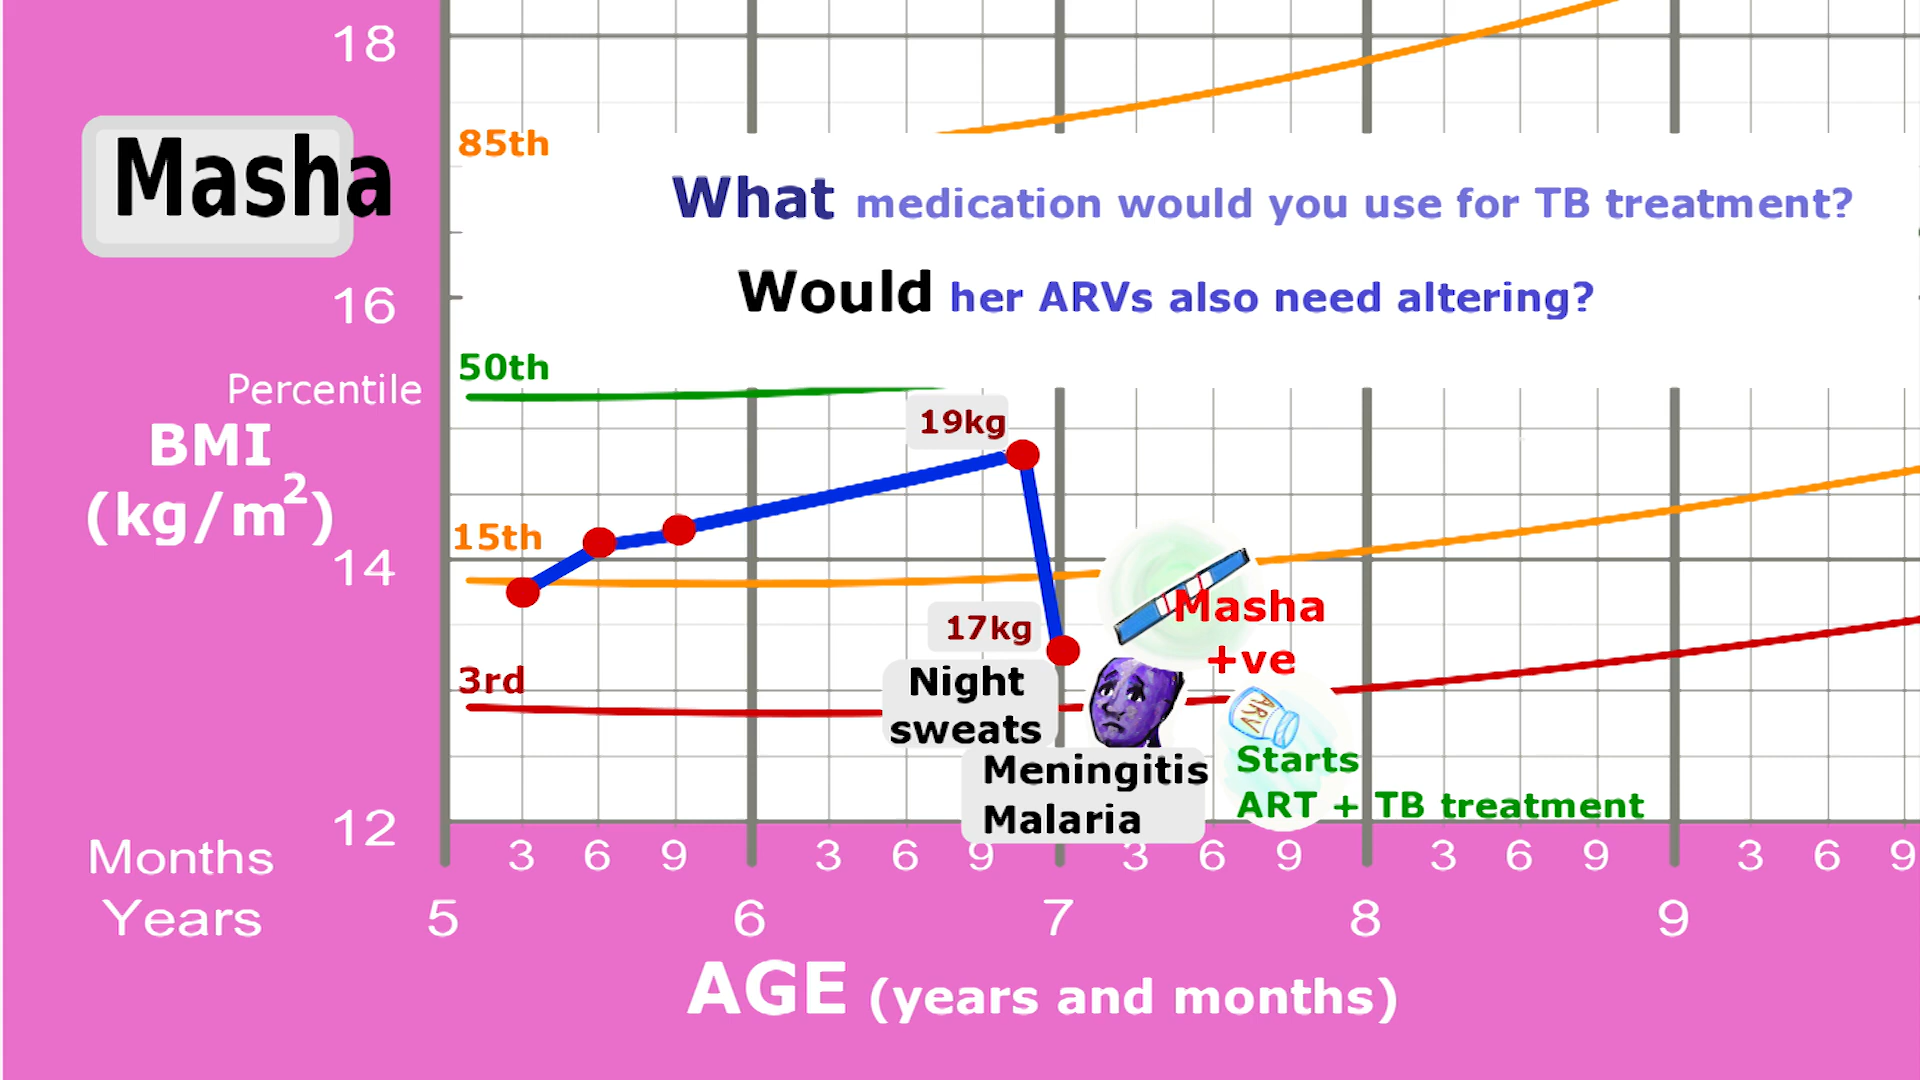 18
Masha
85th
What medication would you use for TB treatment?
16
Would her ARVs also need altering?
50th
Percentile
19kg
BMI
(kg/m²)
15th
14
17kg
Masha
+ve
3rd
Night
sweats
ARV
Meningitis
Malaria
Starts
ART + TB treatment
12
Months 3 6 9 3 6 9 3 6 9 3 6 9 3 6 9
Years 5 6 7 8 9
AGE (years and months)